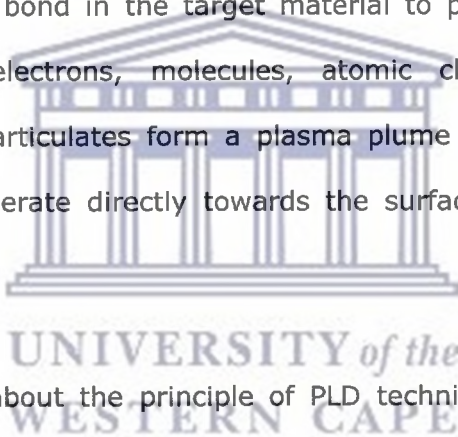 bond in the target material to p
electrons, molecules, atomic cl
articulates form a plasma plume
erate directly towards the surfac
UNIVERSITY of the
about the principle of PLD techni
WESTERN CAPE